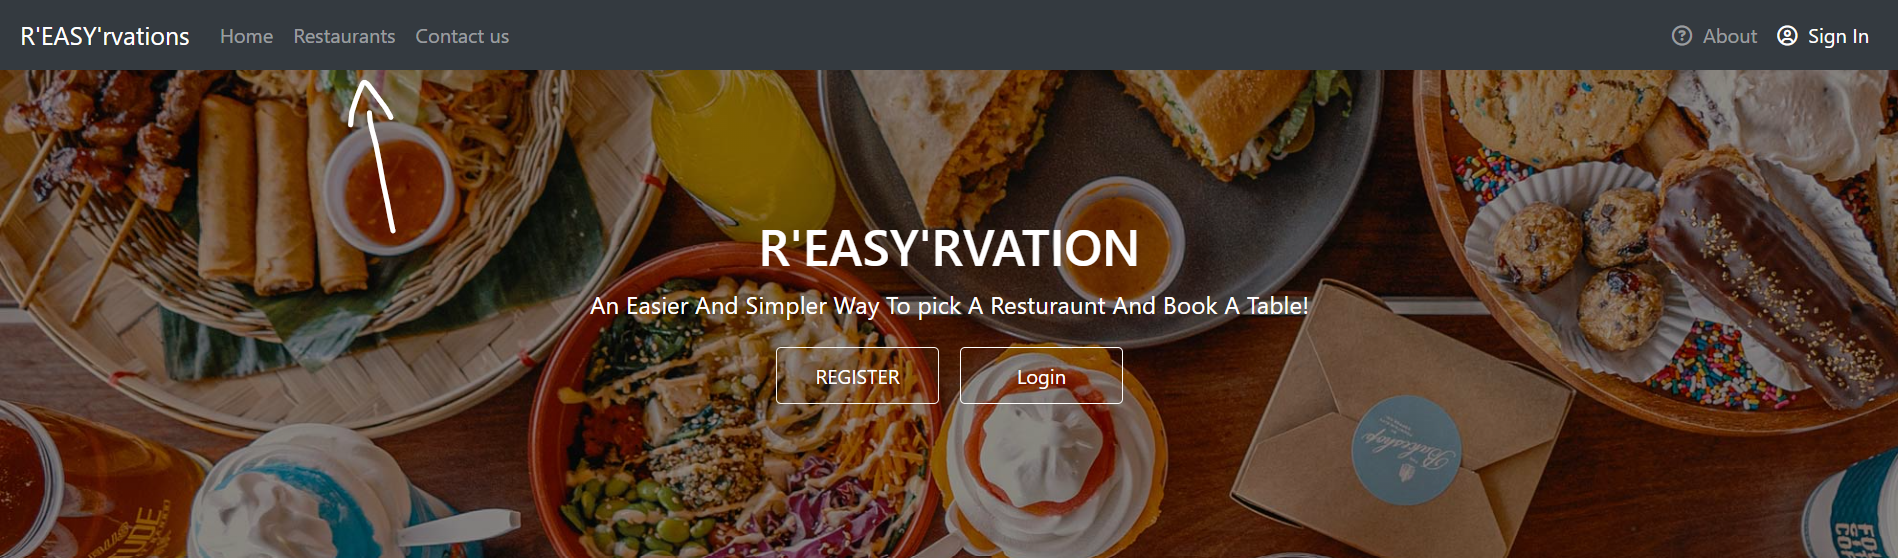 R'EASY'rvations Home Restaurants Contact us About Sign In
R'EASY'RVATION
An Easier And Simpler Way To pick A Resturaunt And Book A Table!
REGISTER Login
Bakeshop